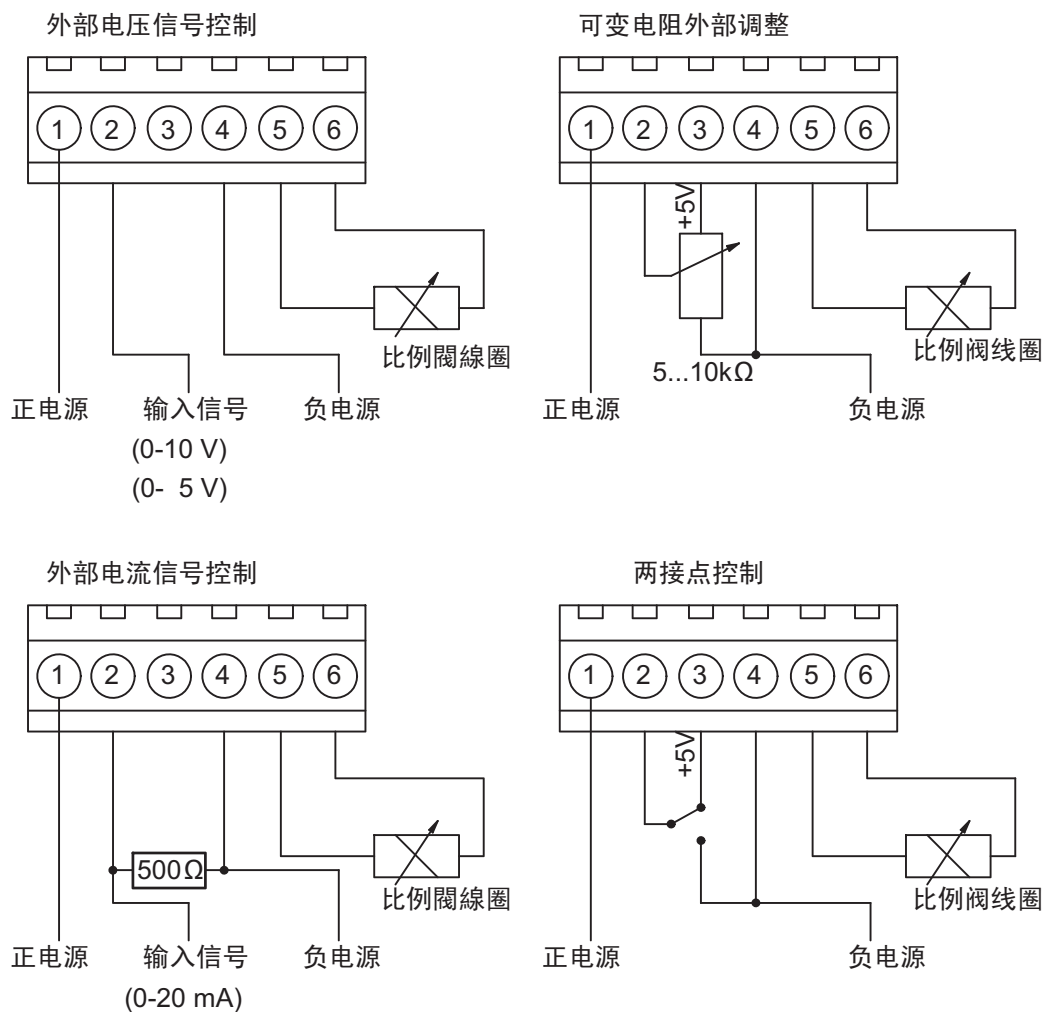 外部电压信号控制
1 2 3 4 5 6
比例閥線圈
正电源 输入信号 负电源
(0-10 V)
(0- 5 V)
可变电阻外部调整
1 2 3 4 5 6
+5V
比例阀线圈
5...10kΩ
正电源 负电源
外部电流信号控制
1 2 3 4 5 6
500Ω
比例閥線圈
正电源 输入信号 负电源
(0-20 mA)
两接点控制
1 2 3 4 5 6
+5V
比例阀线圈
正电源 负电源